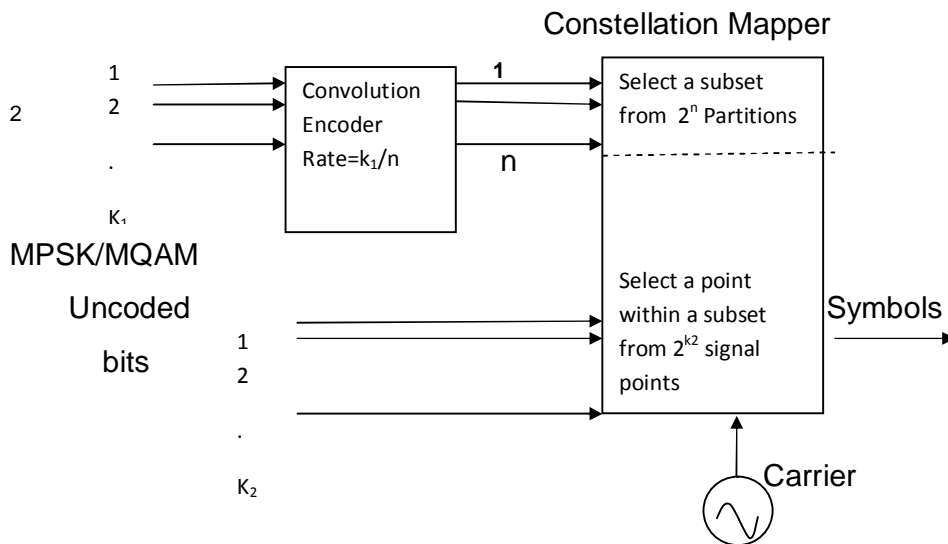 Constellation Mapper
1
2
2
.
K₁
Convolution
Encoder
Rate=k₁/n
1
n
Select a subset
from 2ⁿ Partitions
MPSK/MQAM
Uncoded
bits
1
2
.
K₂
Select a point
within a subset
from 2ᵏ² signal
points
Symbols
Carrier